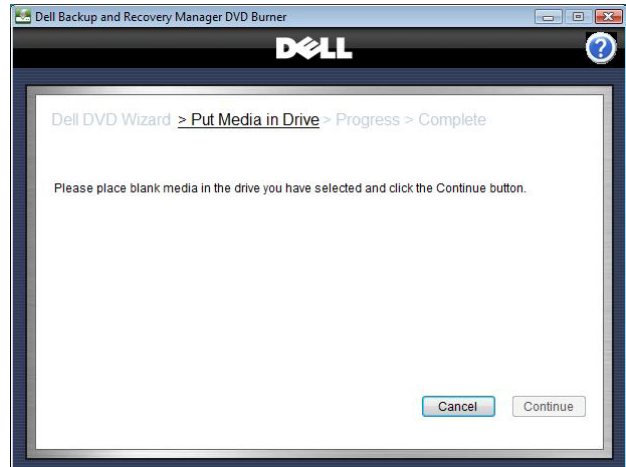 Dell Backup and Recovery Manager DVD Burner
DELL
?
Dell DVD Wizard > Put Media in Drive > Progress > Complete
Please place blank media in the drive you have selected and click the Continue button.
Cancel Continue